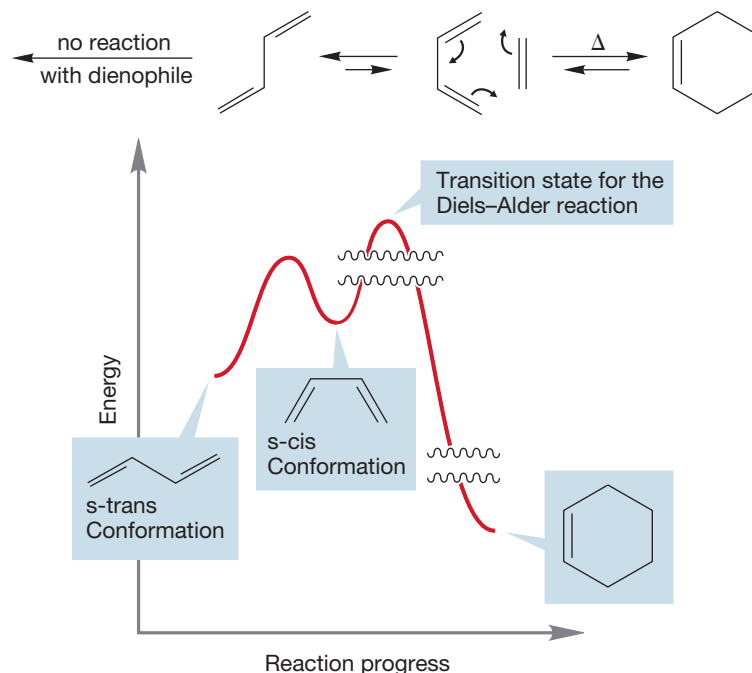 no reaction
with dienophile
Δ
Transition state for the
Diels–Alder reaction
Energy
s-cis
Conformation
s-trans
Conformation
Reaction progress